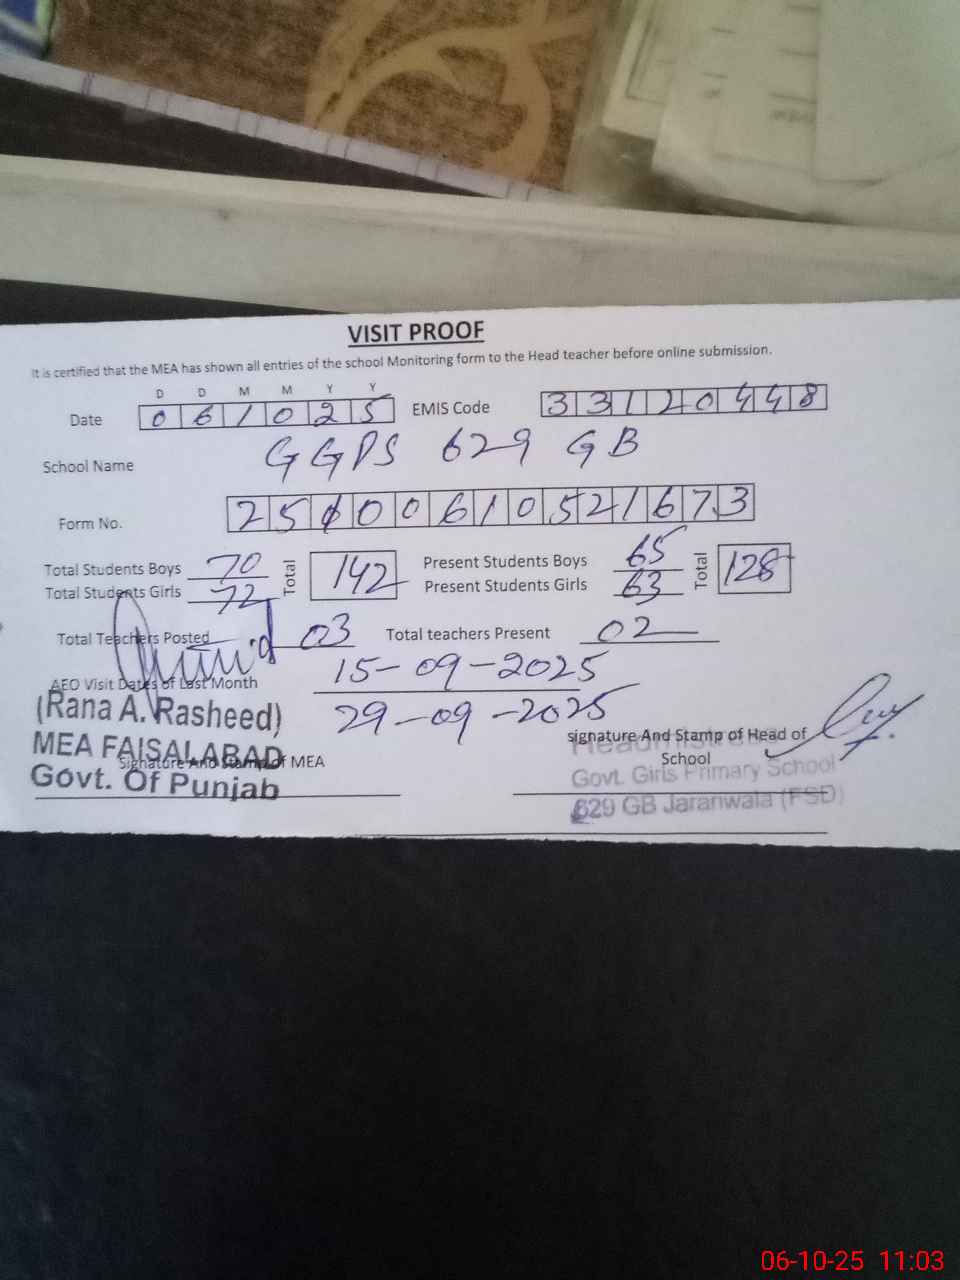 VISIT PROOF
It is certified that the MEA has shown all entries of the school Monitoring form to the Head teacher before online submission.
D D M M Y Y
Date 0 6 1 0 2 5 EMIS Code 3 3 1 2 0 4 4 8
School Name GGPS 629 GB
Form No. 2 5 0 0 0 6 1 0 5 2 1 6 7 3
Total Students Boys 70 Total 142 Present Students Boys 65 Total 128
Total Students Girls 72 Present Students Girls 63
Total Teachers Posted 03 Total teachers Present 02
AEO Visit Dates of Last Month 15-09-2025
29-09-2025
(Rana A. Rasheed)
MEA FAISALABAD
Govt. Of Punjab
Signature And Stamp of MEA
signature And Stamp of Head of
School
Headmistress
Govt. Girls Primary School
629 GB Jaranwala (FSD)
06-10-25 11:03